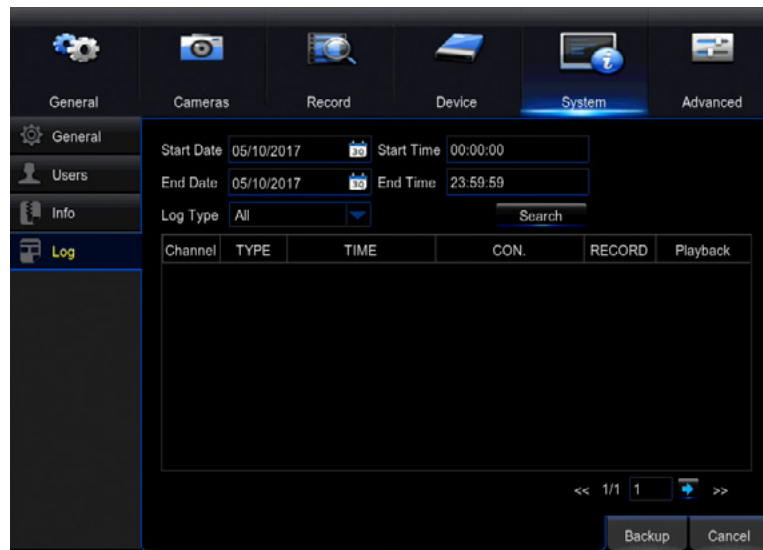 General Cameras Record Device System Advanced
General
Users
Info
Log
Start Date 05/10/2017 30 Start Time 00:00:00
End Date 05/10/2017 30 End Time 23:59:59
Log Type All Search
Channel TYPE TIME CON. RECORD Playback
<< 1/1 1 >>
Backup Cancel